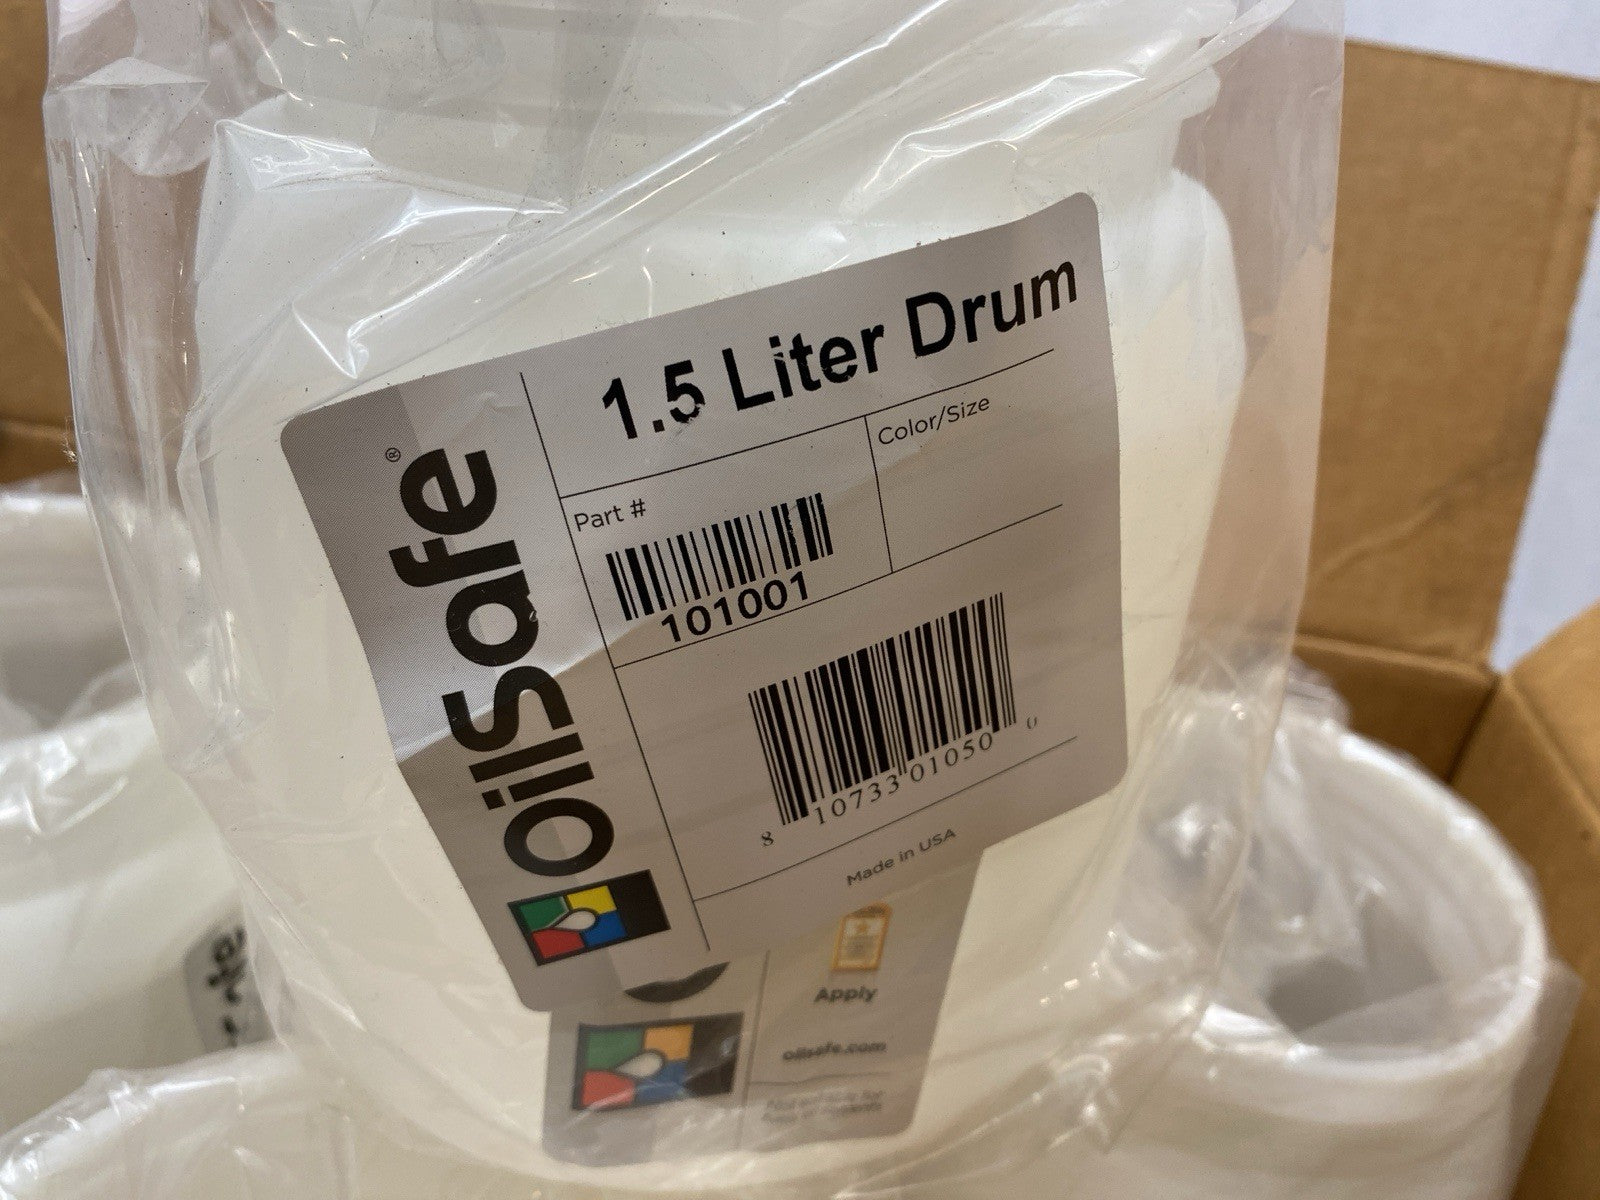 1.5 Liter Drum
oilsafe®
Part #
101001
Color/Size
8 10733 01050 0
Made in USA
Apply
oilsafe.com